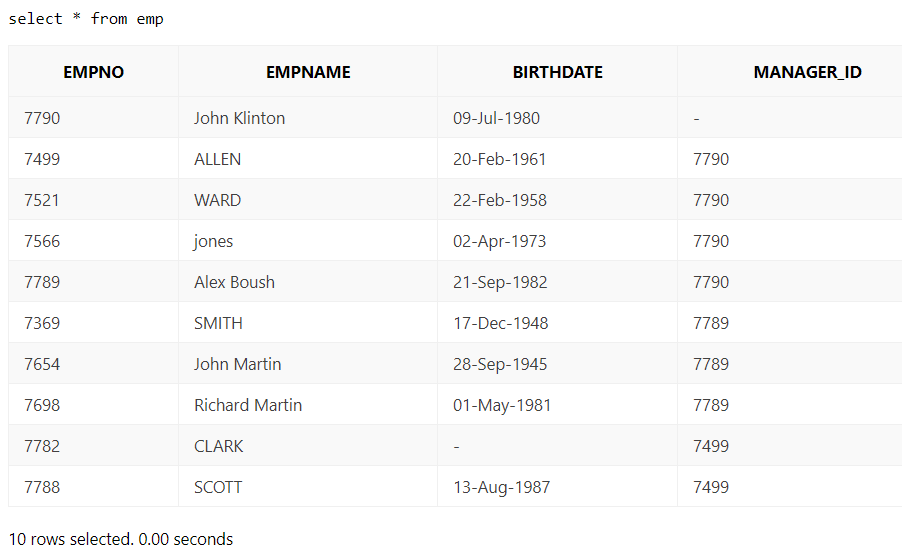 select * from emp
EMPNO EMPNAME BIRTHDATE MANAGER_ID
7790 John Klinton 09-Jul-1980 -
7499 ALLEN 20-Feb-1961 7790
7521 WARD 22-Feb-1958 7790
7566 jones 02-Apr-1973 7790
7789 Alex Boush 21-Sep-1982 7790
7369 SMITH 17-Dec-1948 7789
7654 John Martin 28-Sep-1945 7789
7698 Richard Martin 01-May-1981 7789
7782 CLARK - 7499
7788 SCOTT 13-Aug-1987 7499
10 rows selected. 0.00 seconds